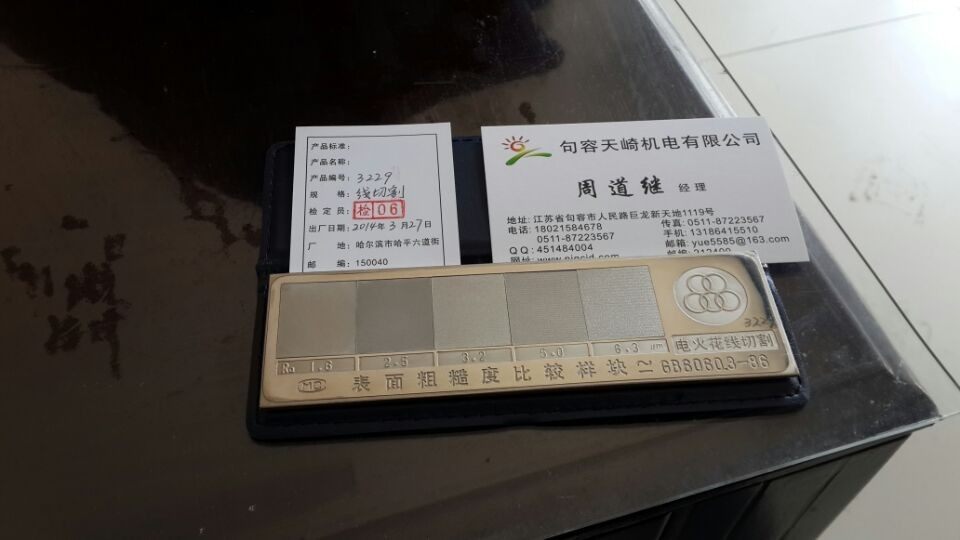 产品标准:
产品名称:
产品编号: 3229
规 格: 线切割
检定员: 检 06
出厂日期: 2014年 3月27日
厂 地: 哈尔滨市哈平六道街
邮 编: 150040
句容天崎机电有限公司
周道继 经理
地址: 江苏省句容市人民路巨龙新天地1119号
电话: 18021584678 传真: 0511-87223567
0511-87223567 手机: 13186415510
QQ: 451484004 邮箱: yue5585@163.com
网址:
3229
Ra 1.6 2.5 3.2 5.0 6.3 μm 电火花线切割
表面粗糙度比较样块 GB6060.3-86